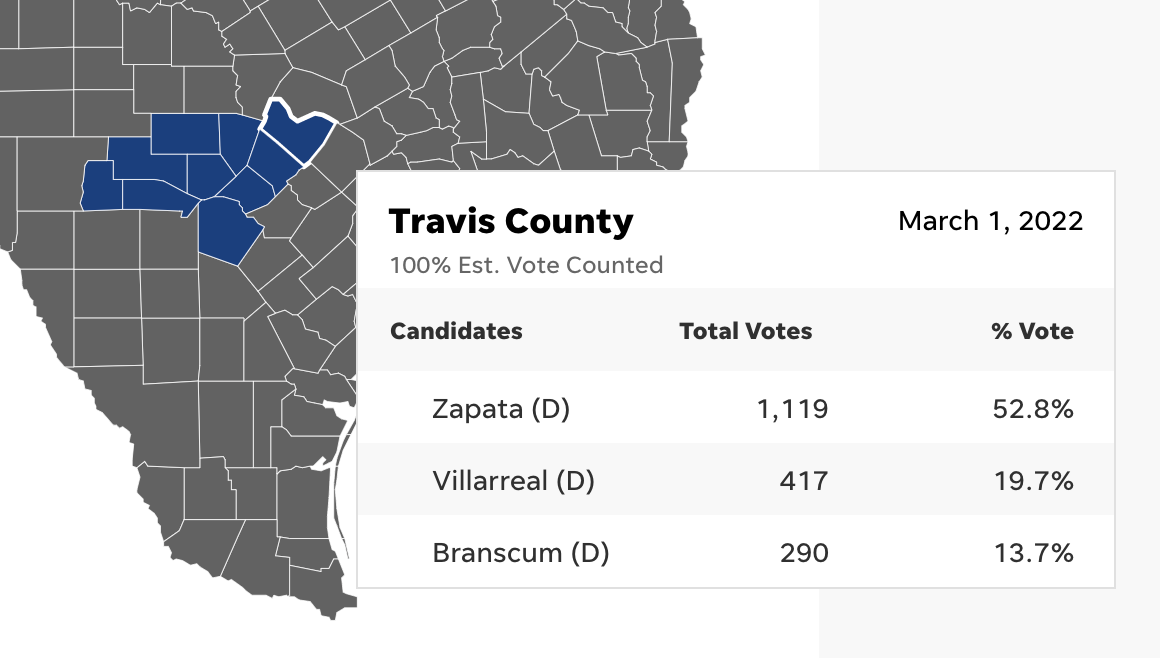 Travis County March 1, 2022
100% Est. Vote Counted
Candidates Total Votes % Vote
Zapata (D) 1,119 52.8%
Villarreal (D) 417 19.7%
Branscum (D) 290 13.7%